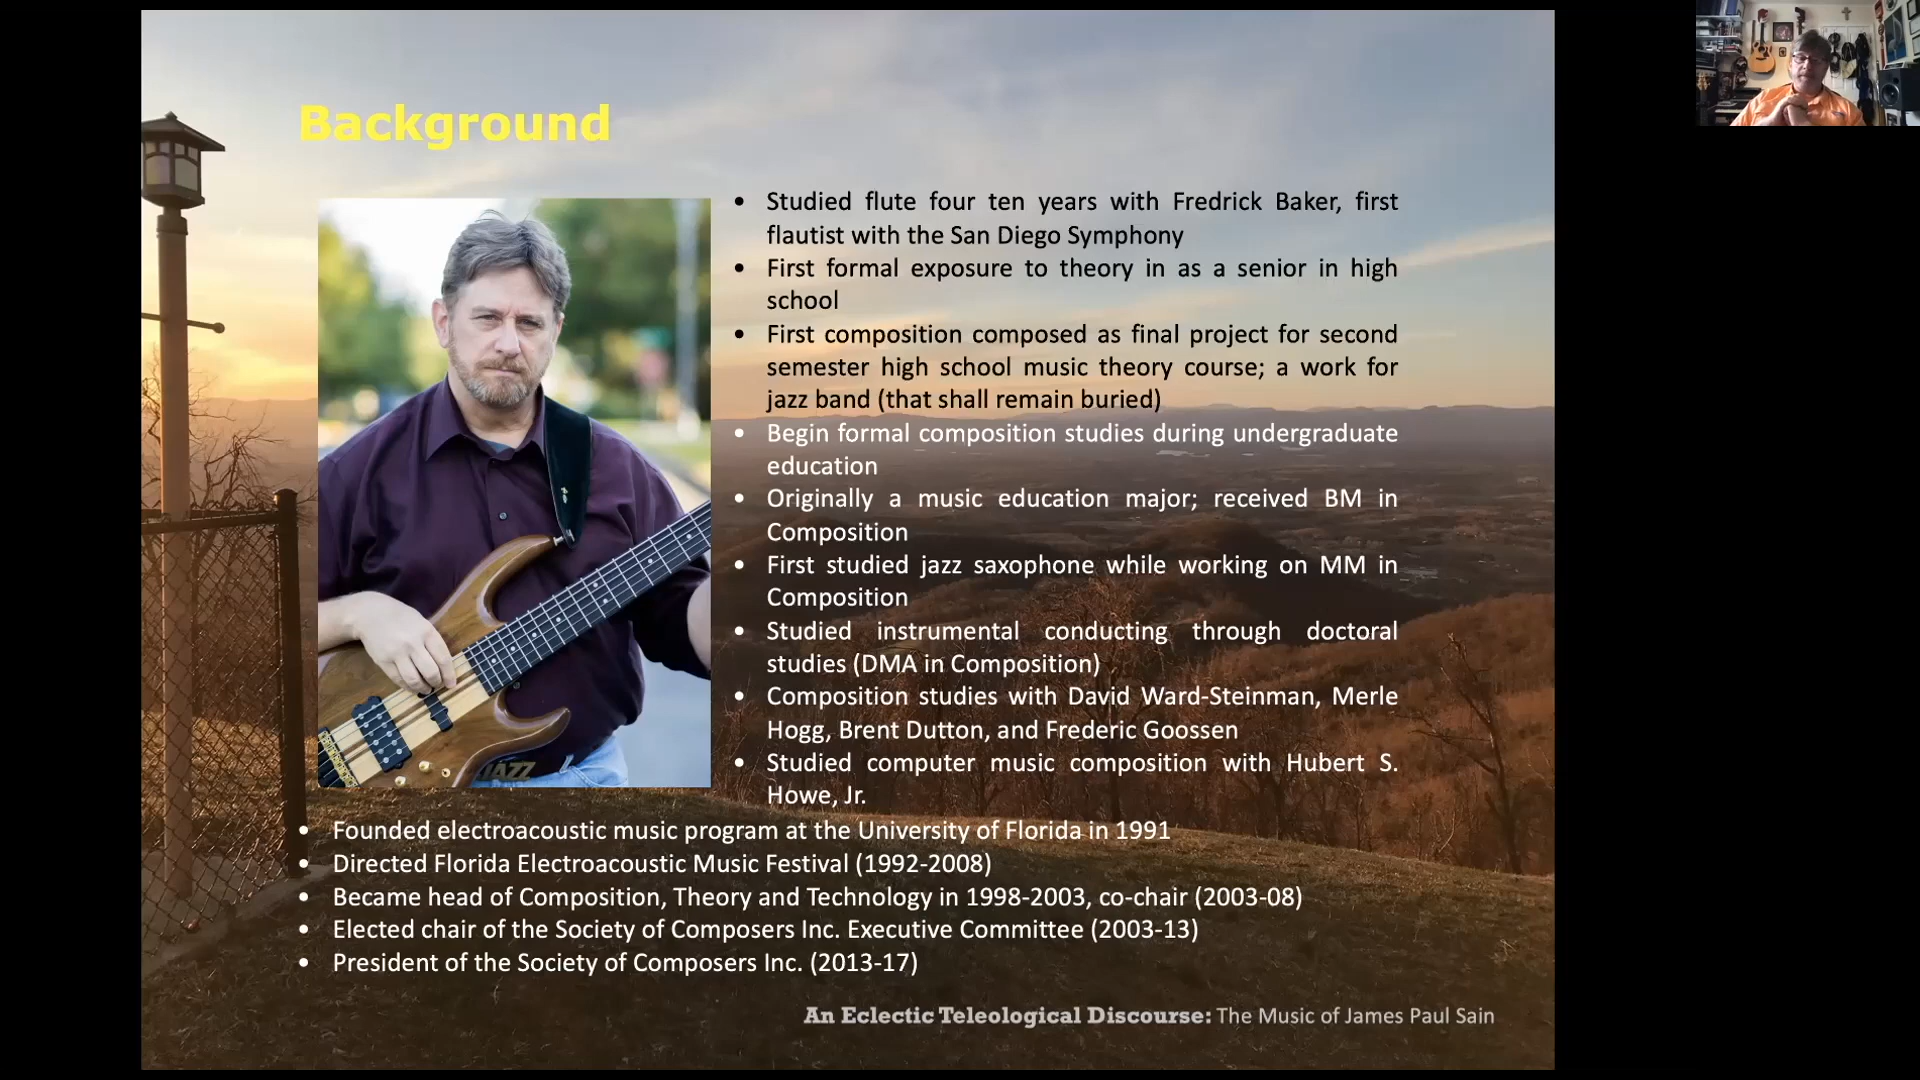 Background
• Studied flute four ten years with Fredrick Baker, first
flautist with the San Diego Symphony
• First formal exposure to theory in as a senior in high
school
• First composition composed as final project for second
semester high school music theory course; a work for
jazz band (that shall remain buried)
• Begin formal composition studies during undergraduate
education
• Originally a music education major; received BM in
Composition
• First studied jazz saxophone while working on MM in
Composition
• Studied instrumental conducting through doctoral
studies (DMA in Composition)
• Composition studies with David Ward-Steinman, Merle
Hogg, Brent Dutton, and Frederic Goossen
• Studied computer music composition with Hubert S.
Howe, Jr.
JAZZ
• Founded electroacoustic music program at the University of Florida in 1991
• Directed Florida Electroacoustic Music Festival (1992-2008)
• Became head of Composition, Theory and Technology in 1998-2003, co-chair (2003-08)
• Elected chair of the Society of Composers Inc. Executive Committee (2003-13)
• President of the Society of Composers Inc. (2013-17)
An Eclectic Teleological Discourse: The Music of James Paul Sain